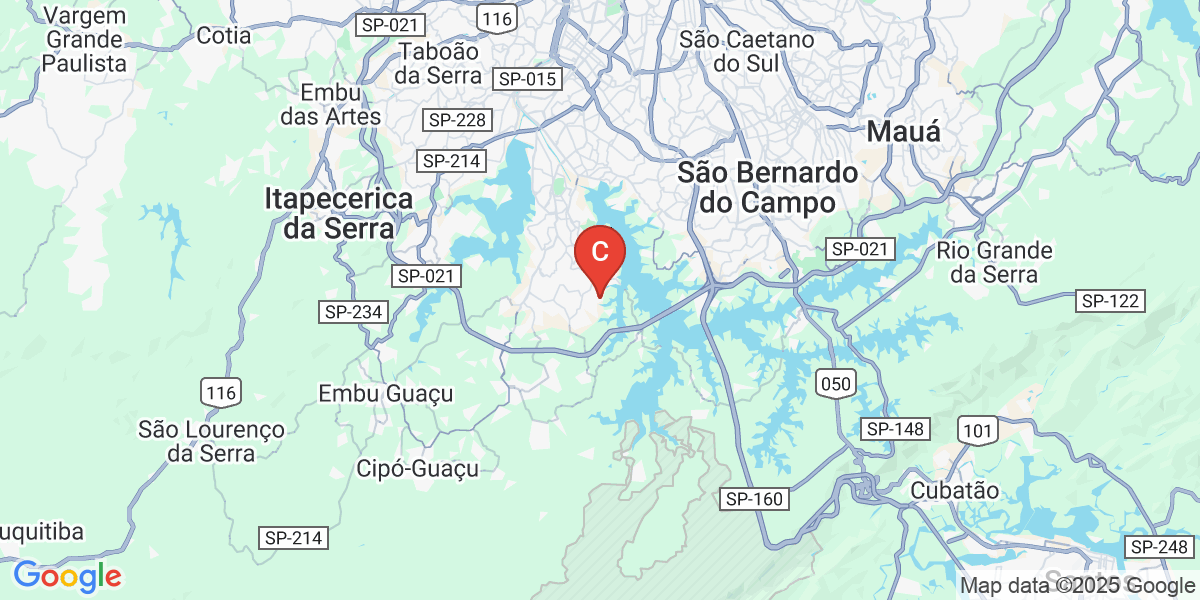 Vargem
Grande
Paulista
Cotia
SP-021
116
Taboão
da Serra
SP-015
São Caetano
do Sul
Embu
das Artes
SP-228
SP-214
Mauá
São Bernardo
do Campo
Itapecerica
da Serra
C
SP-021
SP-021
Rio Grande
da Serra
SP-122
SP-234
116
Embu Guaçu
050
São Lourenço
da Serra
SP-148
101
Cipó-Guaçu
SP-160
Cubatão
uquitiba
SP-214
SP-248
Google
Santos
Map data ©2025 Google